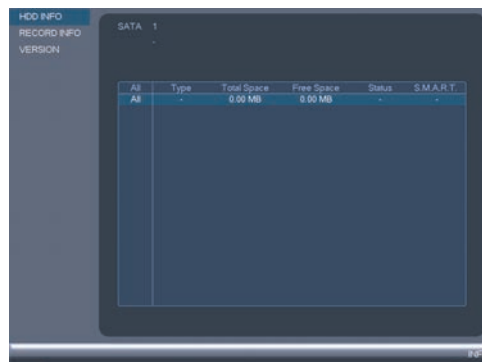 HDD INFO
RECORD INFO
VERSION
SATA 1
-
All Type Total Space Free Space Status S.M.A.R.T.
All - 0.00 MB 0.00 MB - -